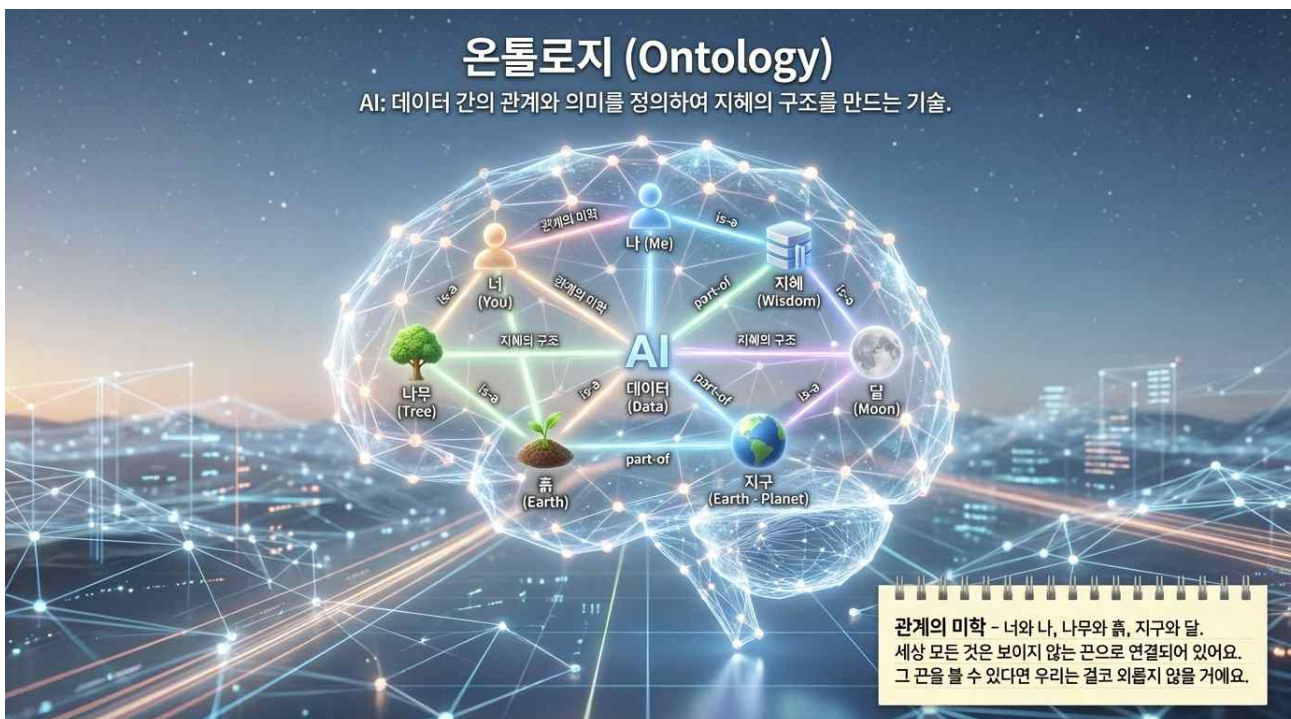 온톨로지 (Ontology)
AI: 데이터 간의 관계와 의미를 정의하여 지혜의 구조를 만드는 기술.
관계의 미학
is-a
나 (Me)
is-a
너
(You)
관계의 미학
part-of
지혜
(Wisdom)
is-a
지혜의 구조
AI
지혜의 구조
나무
(Tree)
is-a
is-a
데이터
(Data)
part-of
is-a
달
(Moon)
part-of
흙
(Earth)
지구
(Earth - Planet)
관계의 미학 - 너와 나, 나무와 흙, 지구와 달.
세상 모든 것은 보이지 않는 끈으로 연결되어 있어요.
그 끈을 볼 수 있다면 우리는 결코 외롭지 않을 거에요.